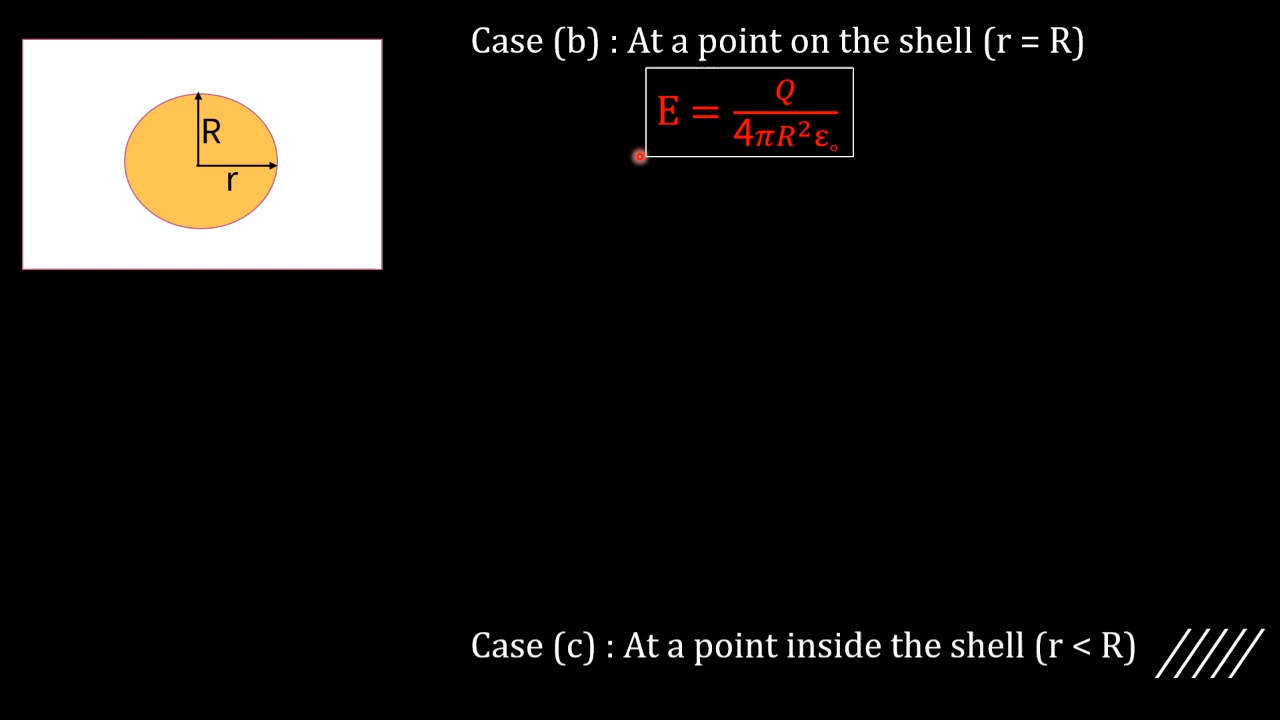 Case (b) : At a point on the shell (r = R)
E = Q / 4πR²ε₀
R
r
Case (c) : At a point inside the shell (r < R)